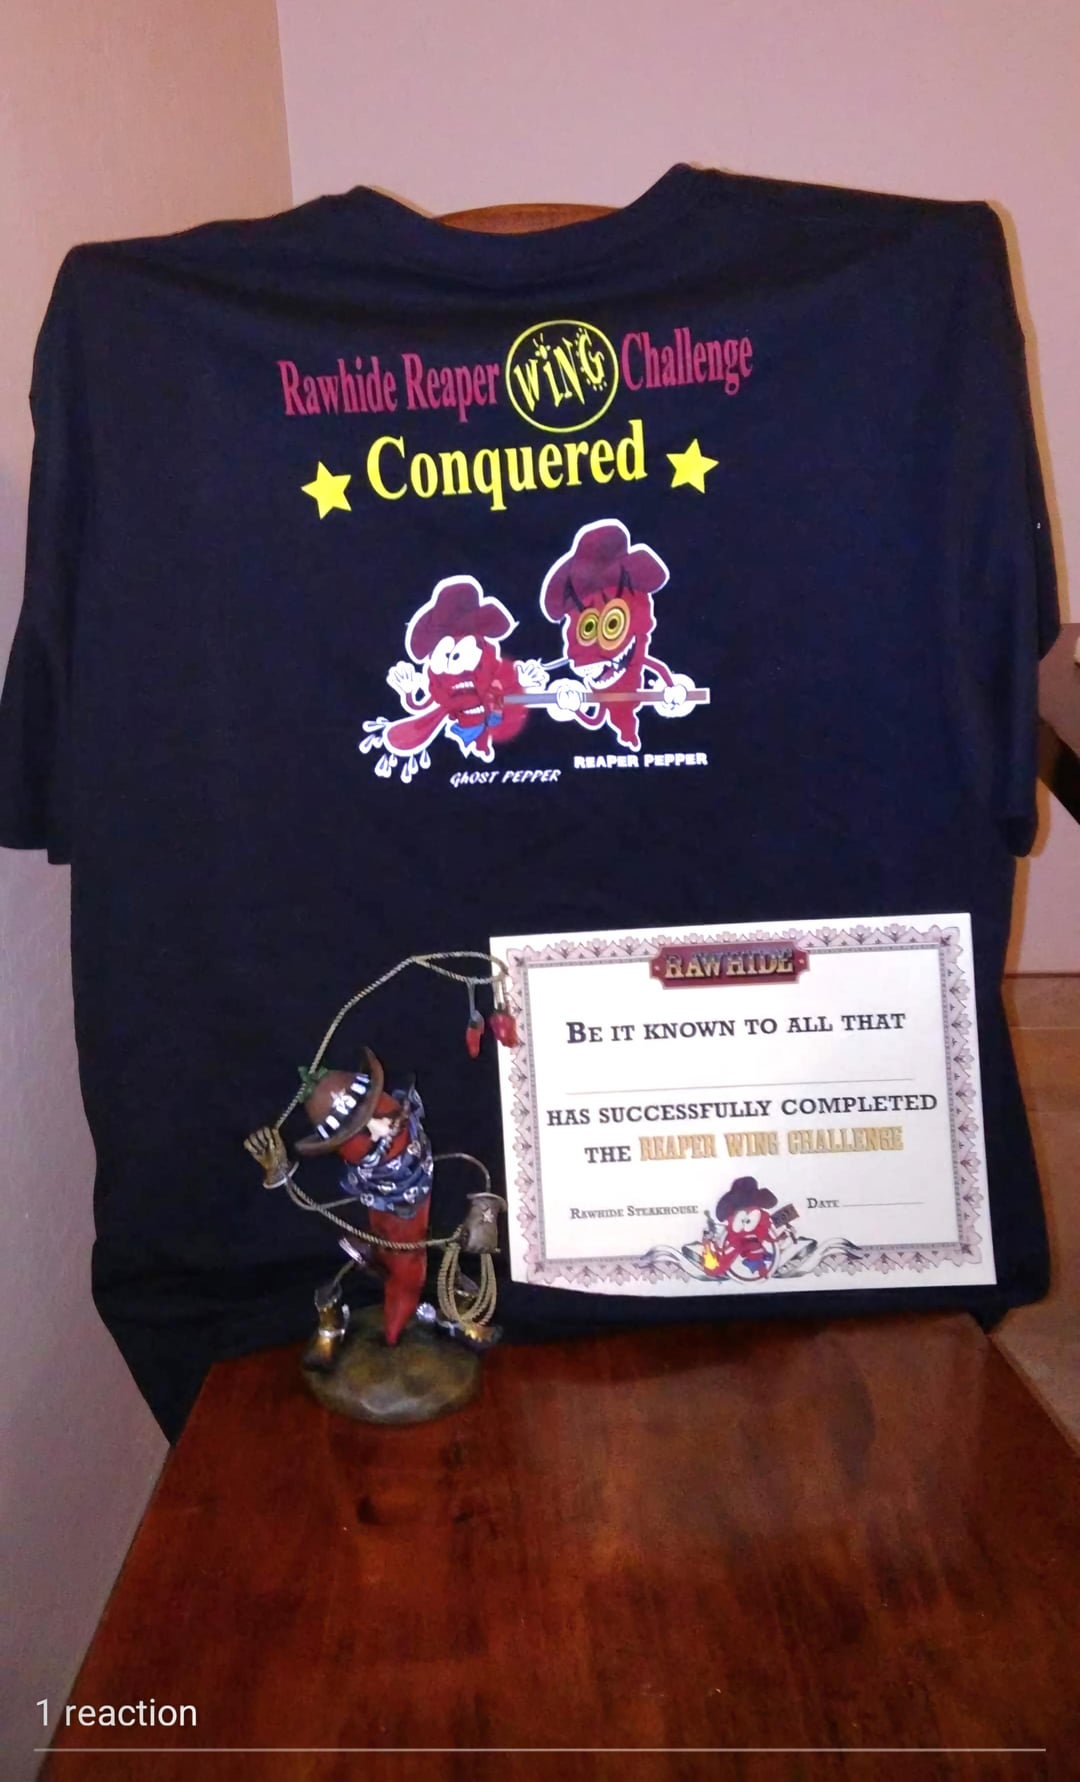 Rawhide Reaper WiNG Challenge
Conquered
GhOST PEPPER
REAPER PEPPER
RAWHIDE
BE IT KNOWN TO ALL THAT
HAS SUCCESSFULLY COMPLETED
THE REAPER WING CHALLENGE
RAWHIDE STEAKHOUSE
DATE
1 reaction